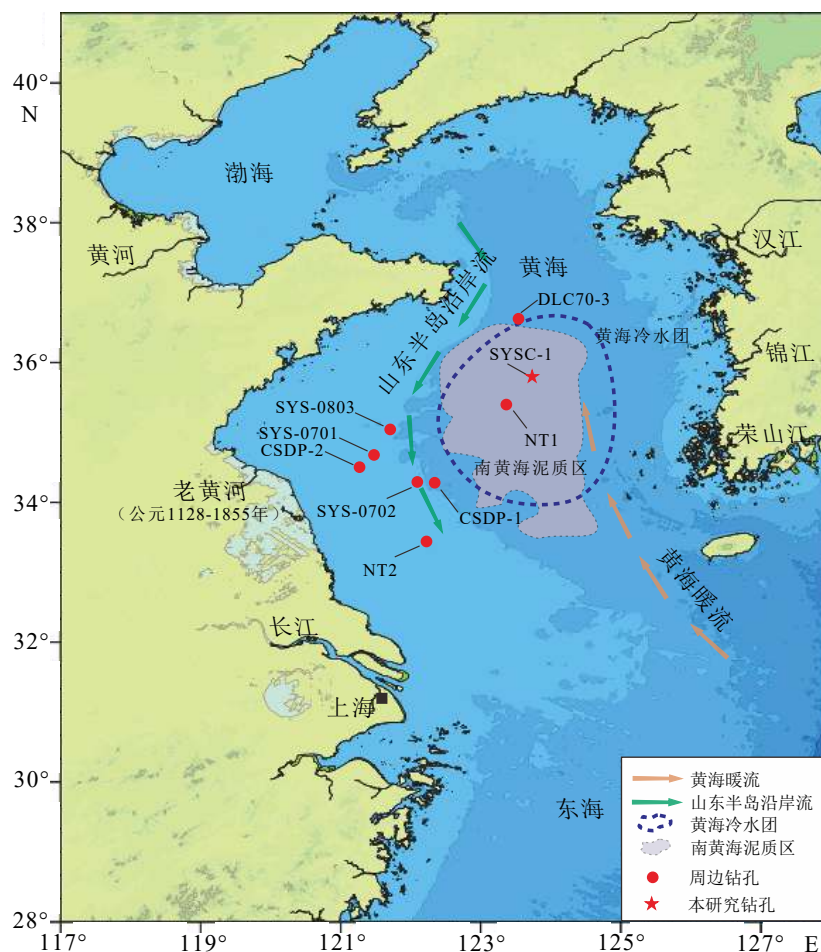 40°
N
渤海
38°
汉江
黄河
黄海
DLC70-3
山东半岛沿岸流
黄海冷水团
锦江
SYSC-1
36°
SYS-0803
荣山江
SYS-0701
NT1
CSDP-2
南黄海泥质区
34°
老黄河
(公元1128-1855年)
SYS-0702
CSDP-1
NT2
黄海暖流
32°
长江
上海
30°
东海
黄海暖流
山东半岛沿岸流
黄海冷水团
南黄海泥质区
周边钻孔
本研究钻孔
28°
117°
119°
121°
123°
125°
127°
E